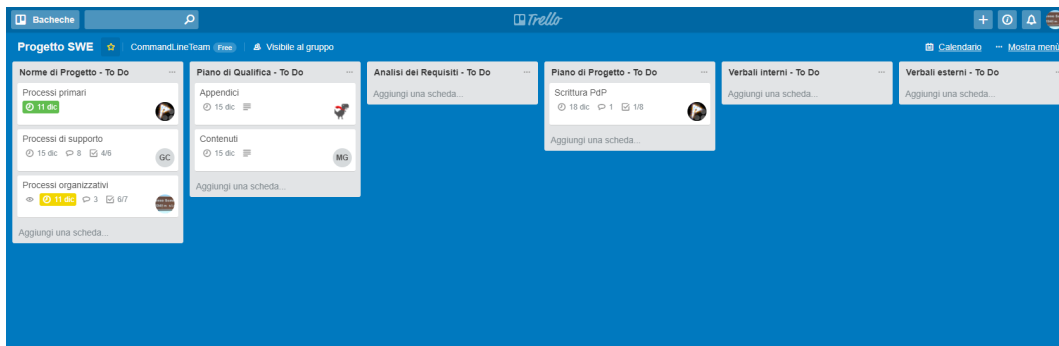 Bacheche
Trello
Progetto SWE
CommandLineTeam
Free
Visibile al gruppo
Calendario
Mostra menù
Norme di Progetto - To Do
Processi primari
11 dic
Processi di supporto
15 dic 8 4/6
GC
Processi organizzativi
11 dic 3 6/7
Aggiungi una scheda...
Piano di Qualifica - To Do
Appendici
15 dic
Contenuti
15 dic
MG
Aggiungi una scheda...
Analisi dei Requisiti - To Do
Aggiungi una scheda...
Piano di Progetto - To Do
Scrittura PdP
18 dic 1 1/8
Aggiungi una scheda...
Verbali interni - To Do
Aggiungi una scheda...
Verbali esterni - To Do
Aggiungi una scheda...